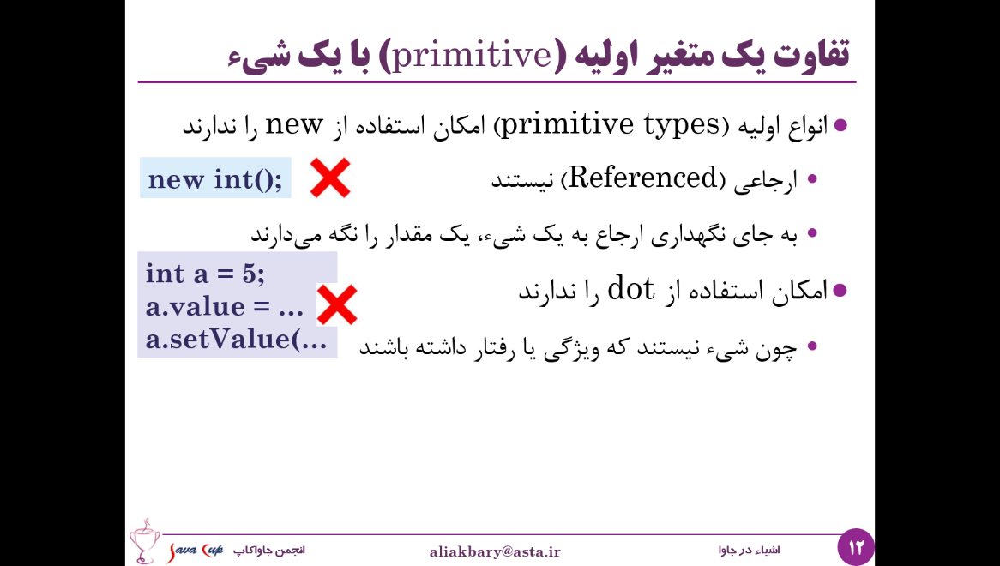 تفاوت یک متغیر اولیه (primitive) با یک شیء
انواع اولیه (primitive types) امکان استفاده از new را ندارند
ارجاعی (Referenced) نیستند
new int();
به جای نگهداری ارجاع به یک شیء، یک مقدار را نگه می‌دارند
امکان استفاده از dot را ندارند
int a = 5;
a.value = ...
a.setValue(...
چون شیء نیستند که ویژگی یا رفتار داشته باشند
۱۲
اشیاء در جاوا
aliakbary@asta.ir
انجمن جاواکاپ
Java Cup